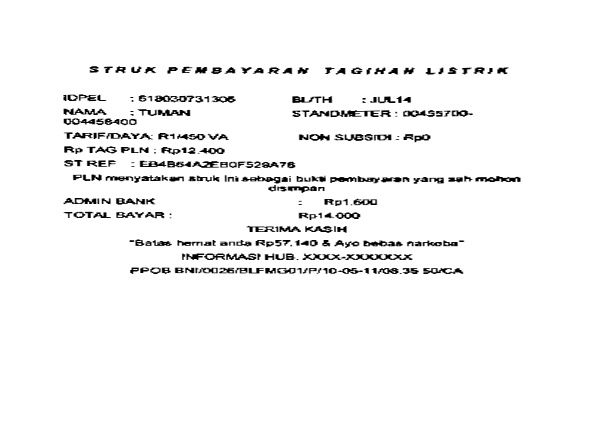 STRUK PEMBAYARAN TAGIHAN LISTRIK
IDPEL : 518030731306 BL/TH : JUL14
NAMA : TUMAN STANDMETER : 00455700-
004458400
TARIF/DAYA: R1/450 VA NON SUBSIDI : Rp0
Rp TAG PLN : Rp12.400
ST REF : EB4B64A2EB0F529A76
PLN menyatakan struk ini sebagai bukti pembayaran yang sah mohon
disimpan
ADMIN BANK : Rp1.600
TOTAL BAYAR : Rp14.000
TERIMA KASIH
"Batas hemat anda Rp57.140 & Ayo bebas narkoba"
INFORMASI HUB. XXXX-XXXXXXX
PPOB BNI/0026/BLFMG01/P/10-05-11/08.35 50/CA